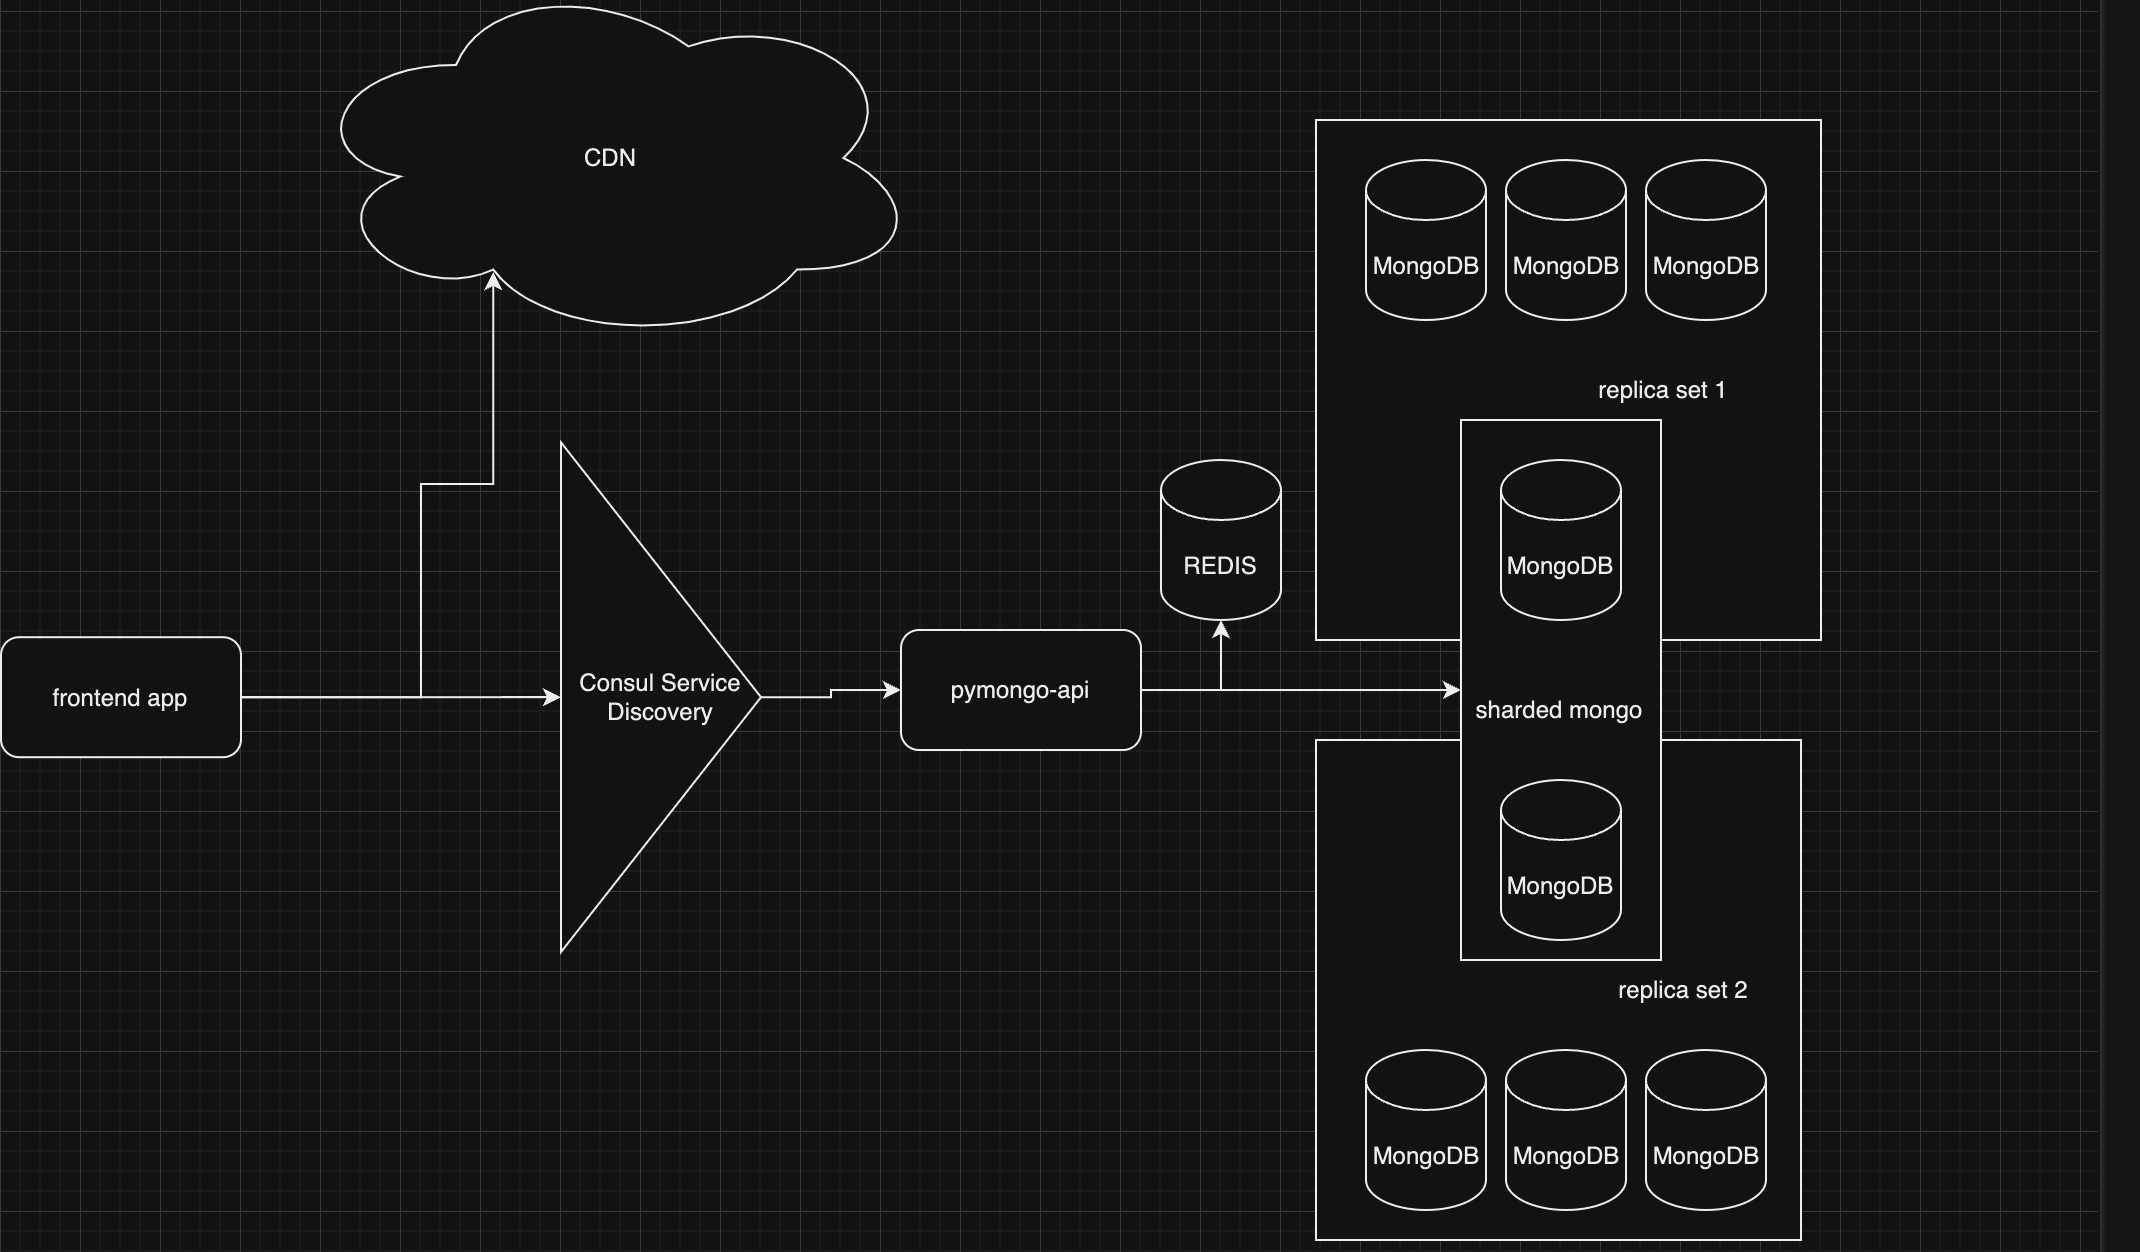 CDN
MongoDB
MongoDB
MongoDB
replica set 1
REDIS
MongoDB
frontend app
Consul Service
Discovery
pymongo-api
sharded mongo
MongoDB
replica set 2
MongoDB
MongoDB
MongoDB